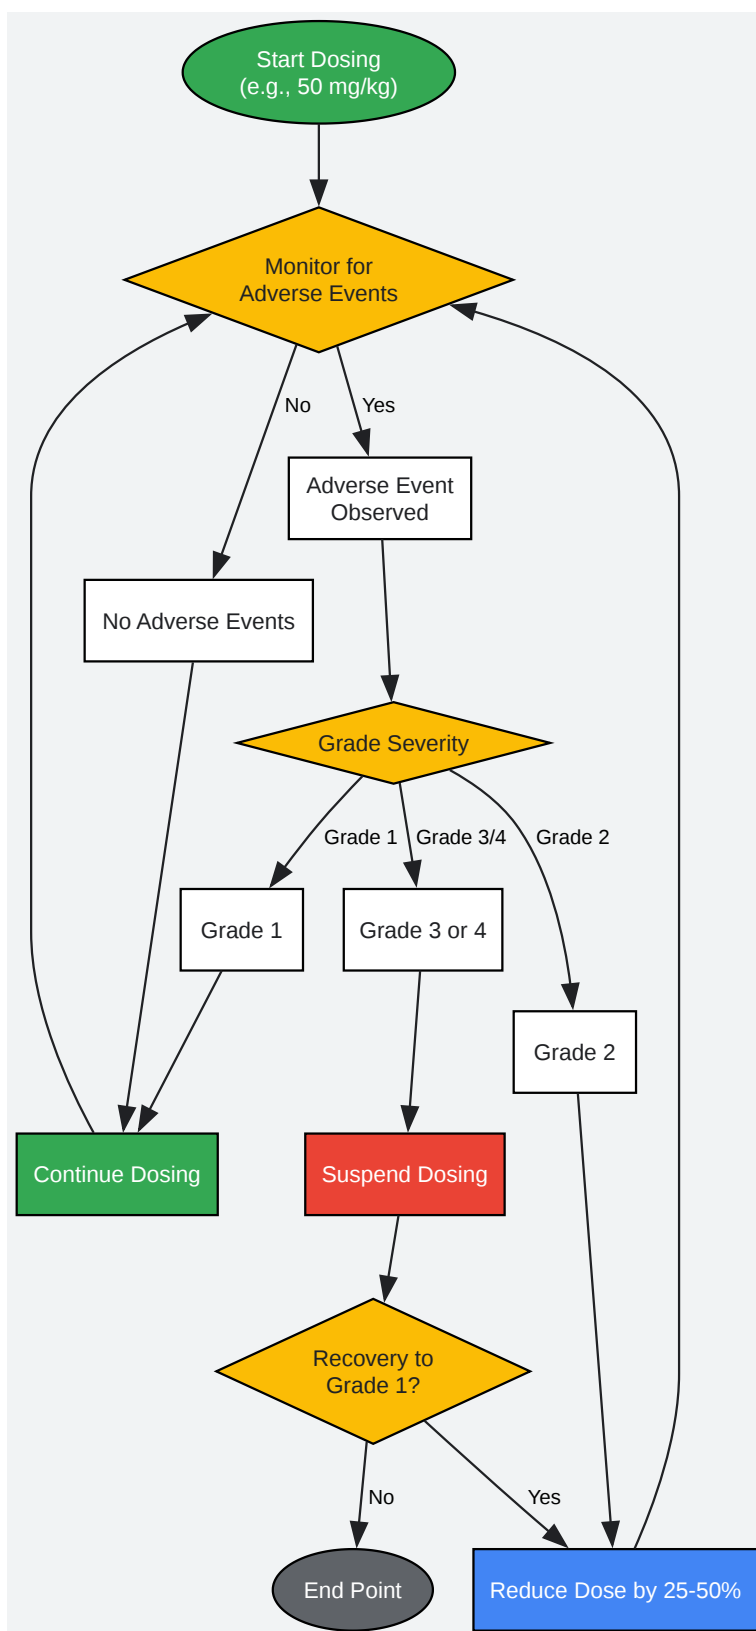 Start Dosing
(e.g., 50 mg/kg)
Monitor for
Adverse Events
No
Yes
Adverse Event
Observed
No Adverse Events
Grade Severity
Grade 1
Grade 3/4
Grade 2
Grade 1
Grade 3 or 4
Grade 2
Continue Dosing
Suspend Dosing
Recovery to
Grade 1?
No
Yes
End Point
Reduce Dose by 25-50%